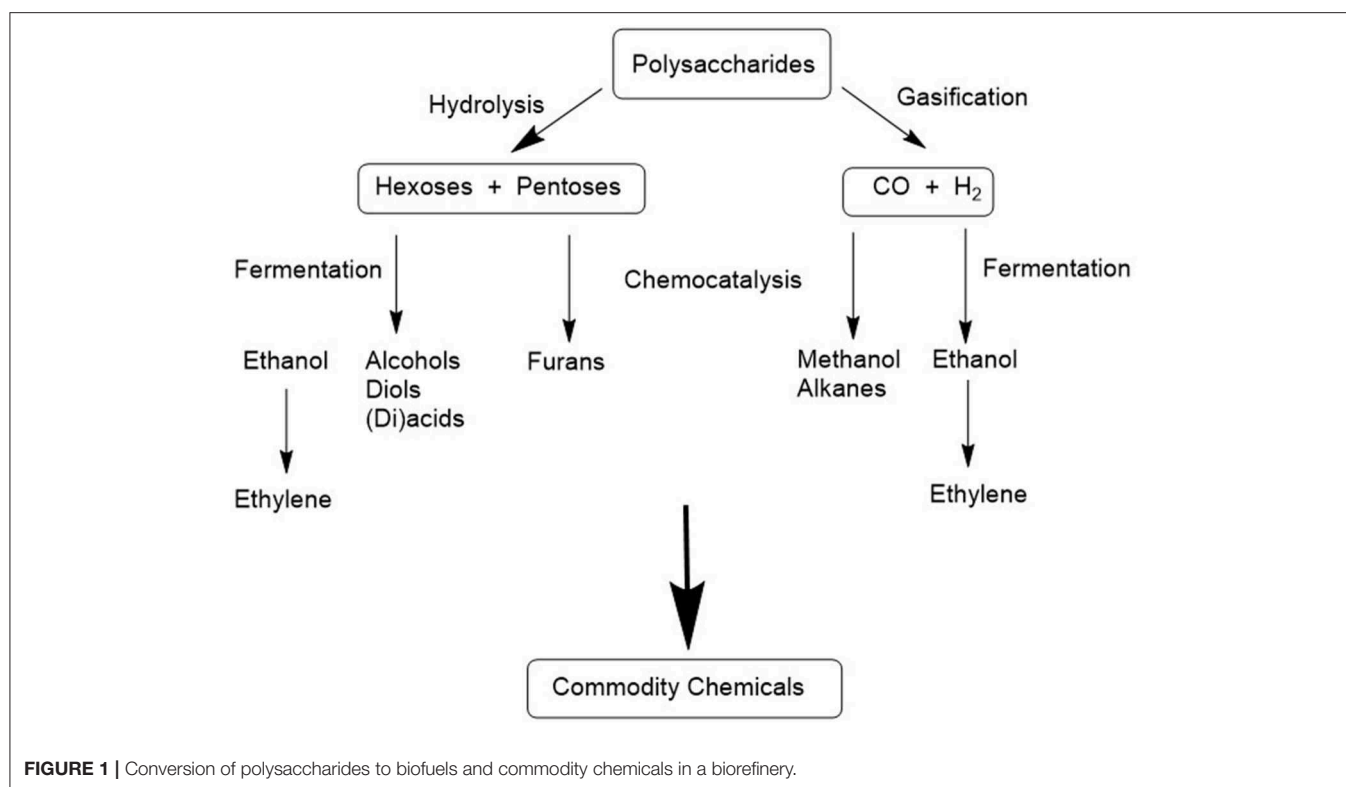 Polysaccharides
Hydrolysis
Gasification
Hexoses + Pentoses
CO + H₂
Fermentation
Chemocatalysis
Fermentation
Ethanol
Alcohols
Diols
(Di)acids
Furans
Methanol
Alkanes
Ethanol
Ethylene
Ethylene
Commodity Chemicals
FIGURE 1 | Conversion of polysaccharides to biofuels and commodity chemicals in a biorefinery.